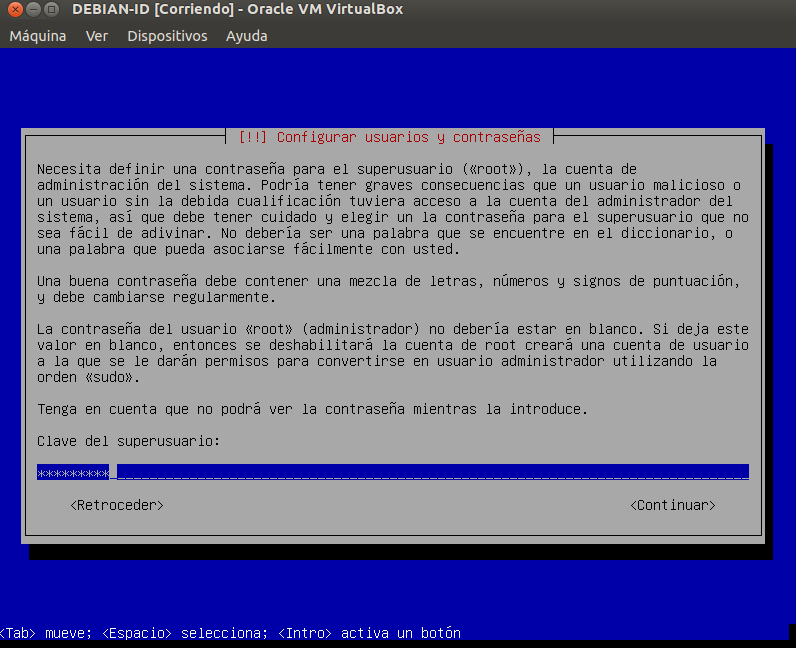 DEBIAN-ID [Corriendo] - Oracle VM VirtualBox
Máquina Ver Dispositivos Ayuda
[!!] Configurar usuarios y contraseñas
Necesita definir una contraseña para el superusuario («root»), la cuenta de
administración del sistema. Podría tener graves consecuencias que un usuario malicioso o
un usuario sin la debida cualificación tuviera acceso a la cuenta del administrador del
sistema, así que debe tener cuidado y elegir un la contraseña para el superusuario que no
sea fácil de adivinar. No debería ser una palabra que se encuentre en el diccionario, o
una palabra que pueda asociarse fácilmente con usted.
Una buena contraseña debe contener una mezcla de letras, números y signos de puntuación,
y debe cambiarse regularmente.
La contraseña del usuario «root» (administrador) no debería estar en blanco. Si deja este
valor en blanco, entonces se deshabilitará la cuenta de root creará una cuenta de usuario
a la que se le darán permisos para convertirse en usuario administrador utilizando la
orden «sudo».
Tenga en cuenta que no podrá ver la contraseña mientras la introduce.
Clave del superusuario:
*********
<Retroceder> <Continuar>
<Tab> mueve; <Espacio> selecciona; <Intro> activa un botón